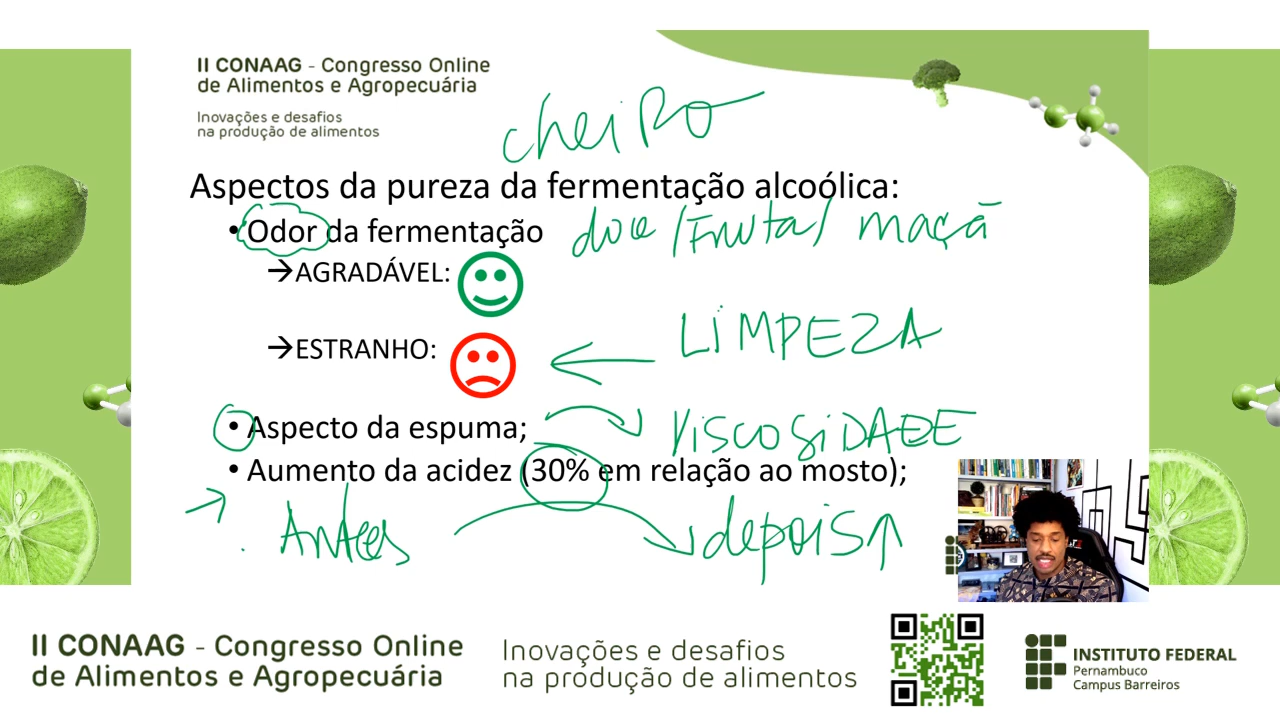 II CONAAG - Congresso Online
de Alimentos e Agropecuária
Inovações e desafios
na produção de alimentos
cheiRo
Aspectos da pureza da fermentação alcoólica:
• Odor da fermentação doce /Fruta/ maçã
→AGRADÁVEL:
LiMPEZA
→ESTRANHO:
• Aspecto da espuma; ViscosiDADE
• Aumento da acidez (30% em relação ao mosto);
Antes depois↑
II CONAAG - Congresso Online
de Alimentos e Agropecuária
Inovações e desafios
na produção de alimentos
INSTITUTO FEDERAL
Pernambuco
Campus Barreiros